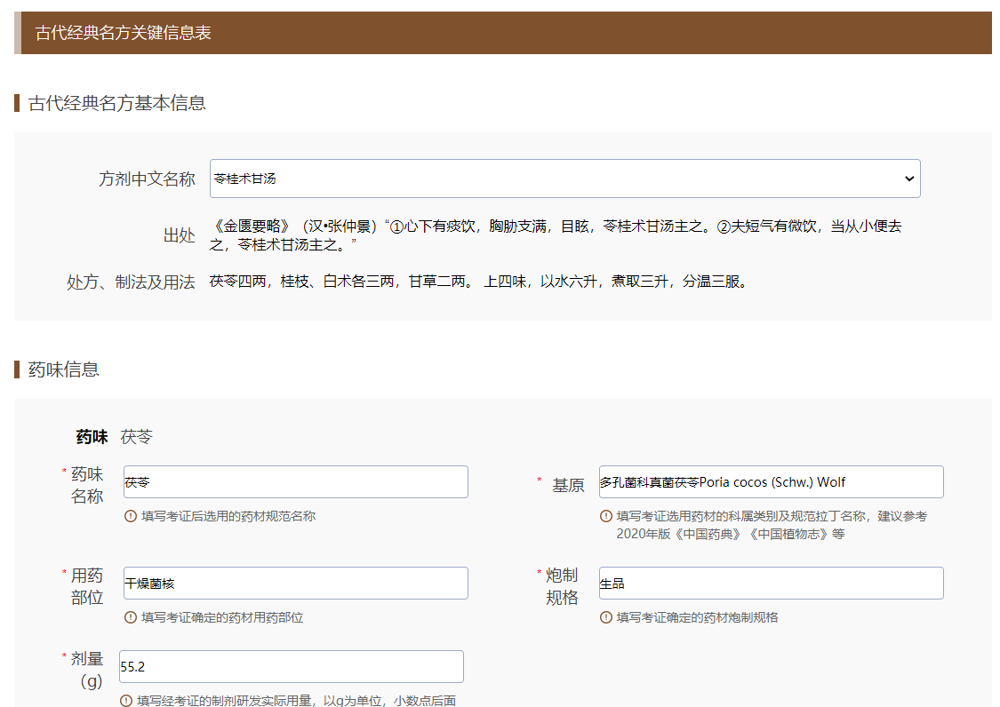 古代经典名方关键信息表
古代经典名方基本信息
方剂中文名称
苓桂术甘汤
出处
《金匮要略》（汉•张仲景）“①心下有痰饮，胸胁支满，目眩，苓桂术甘汤主之。②夫短气有微饮，当从小便去
之，苓桂术甘汤主之。”
处方、制法及用法
茯苓四两，桂枝、白术各三两，甘草二两。 上四味，以水六升，煮取三升，分温三服。
药味信息
药味 茯苓
* 药味
名称
茯苓
填写考证后选用的药材规范名称
* 基原
多孔菌科真菌茯苓Poria cocos (Schw.) Wolf
填写考证选用药材的科属类别及规范拉丁名称，建议参考
2020年版《中国药典》《中国植物志》等
* 用药
部位
干燥菌核
填写考证确定的药材用药部位
* 炮制
规格
生品
填写考证确定的药材炮制规格
* 剂量
（g）
55.2
填写经考证的制剂研发实际用量，以g为单位，小数点后面